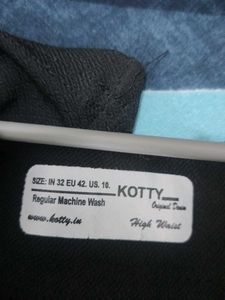 SIZE: IN 32 EU 42. US. 10.
KOTTY
Original Denim
Regular Machine Wash
www.kotty.in
High Waist